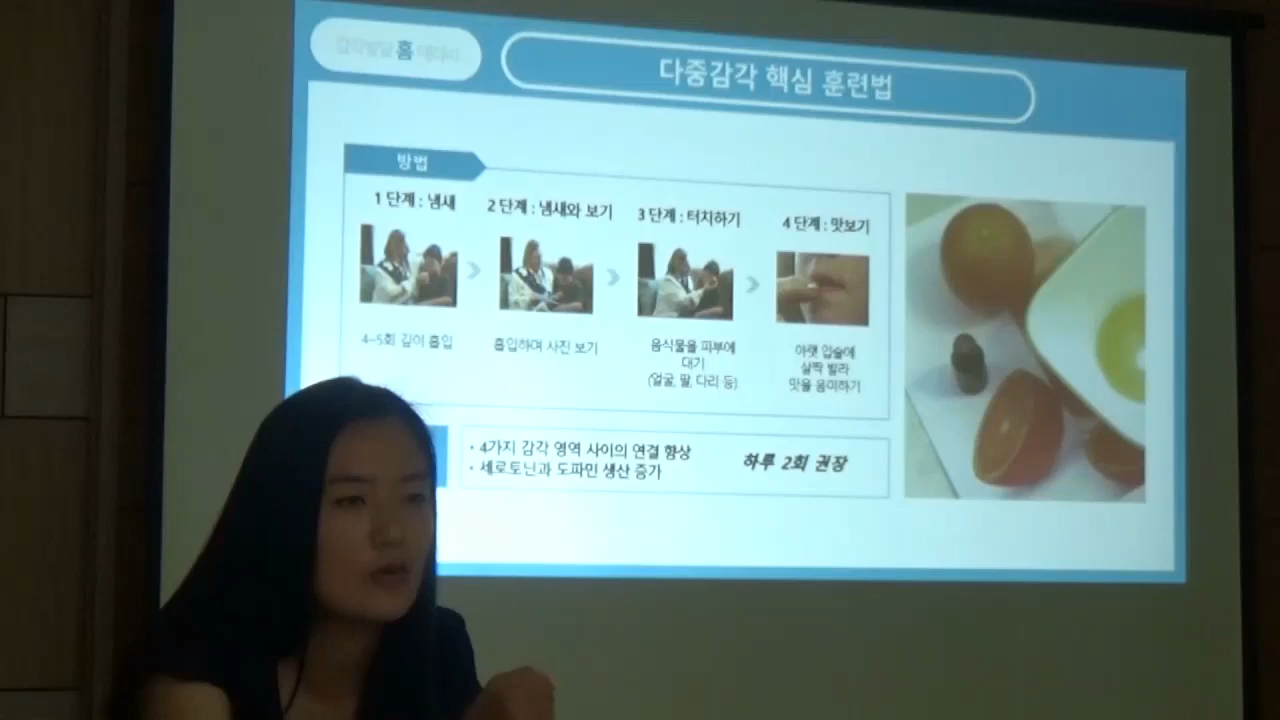 홈
다중감각 핵심 훈련법
방법
1 단계 : 냄새
2 단계 : 냄새와 보기
3 단계 : 터치하기
4 단계 : 맛보기
4~5회 깊이 흡입
흡입하며 사진 보기
음식물을 피부에
대기
(얼굴, 팔, 다리 등)
아랫 입술에
살짝 발라
맛을 음미하기
• 4가지 감각 영역 사이의 연결 향상
• 세로토닌과 도파민 생산 증가
하루 2회 권장